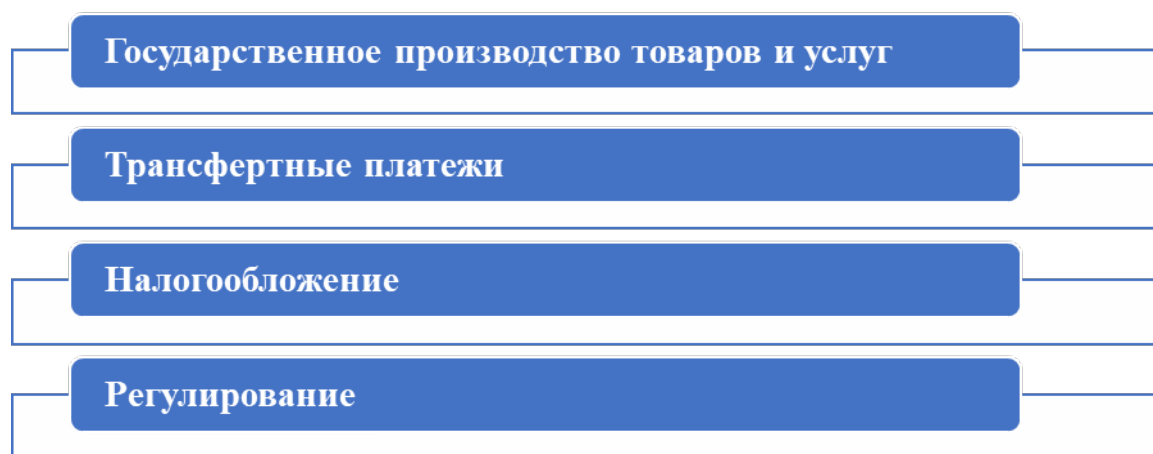 Государственное производство товаров и услуг
Трансфертные платежи
Налогообложение
Регулирование